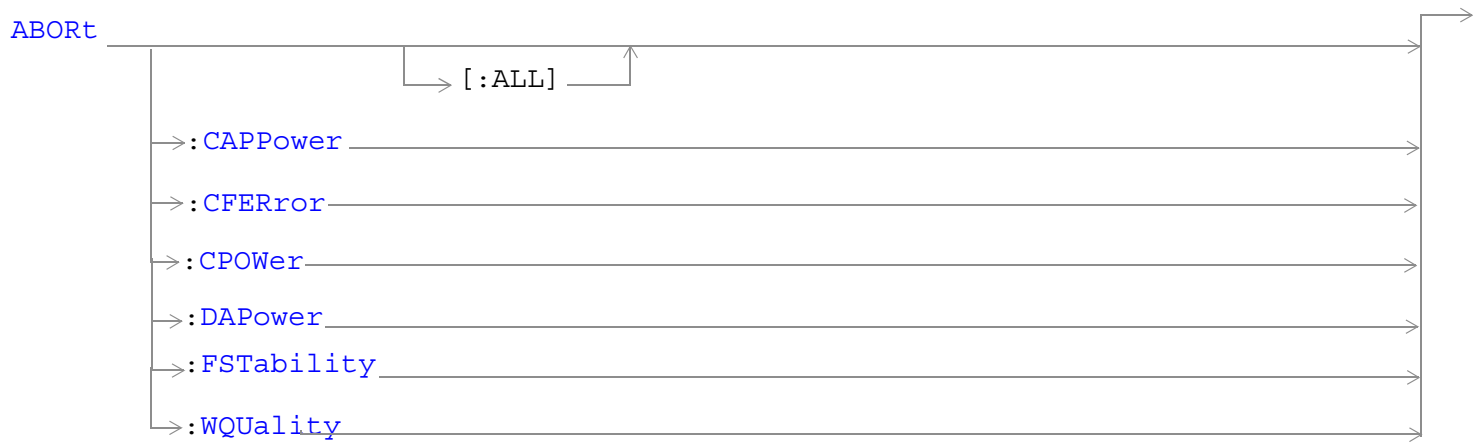 ABORt
[:ALL]
:CAPPower
:CFERror
:CPOWer
:DAPower
:FSTability
:WQUality